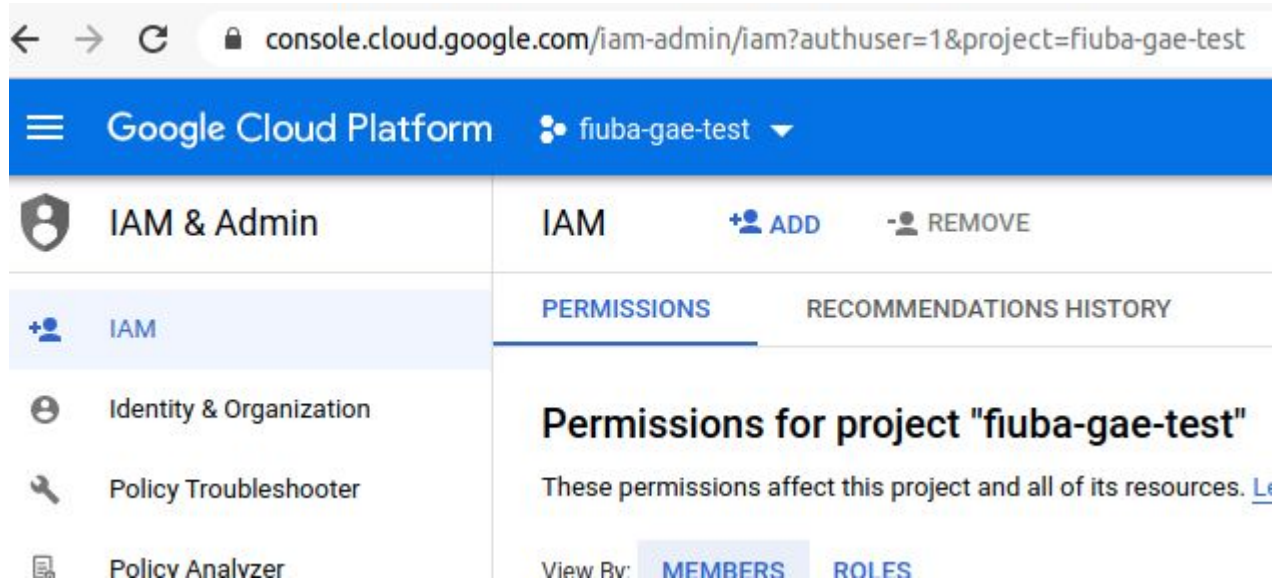 console.cloud.google.com/iam-admin/iam?authuser=1&project=fiuba-gae-test
Google Cloud Platform fiuba-gae-test
IAM & Admin
IAM ADD REMOVE
PERMISSIONS RECOMMENDATIONS HISTORY
IAM
Identity & Organization
Policy Troubleshooter
Policy Analyzer
Permissions for project "fiuba-gae-test"
These permissions affect this project and all of its resources.
View By: MEMBERS ROLES